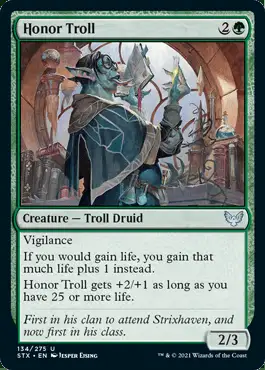 Honor Troll 2
Creature — Troll Druid
Vigilance
If you would gain life, you gain that
much life plus 1 instead.
Honor Troll gets +2/+1 as long as you
have 25 or more life.
First in his clan to attend Strixhaven, and
now first in his class.
2/3
134/275 U
STX • EN JESPER EISING ™ & © 2021 Wizards of the Coast